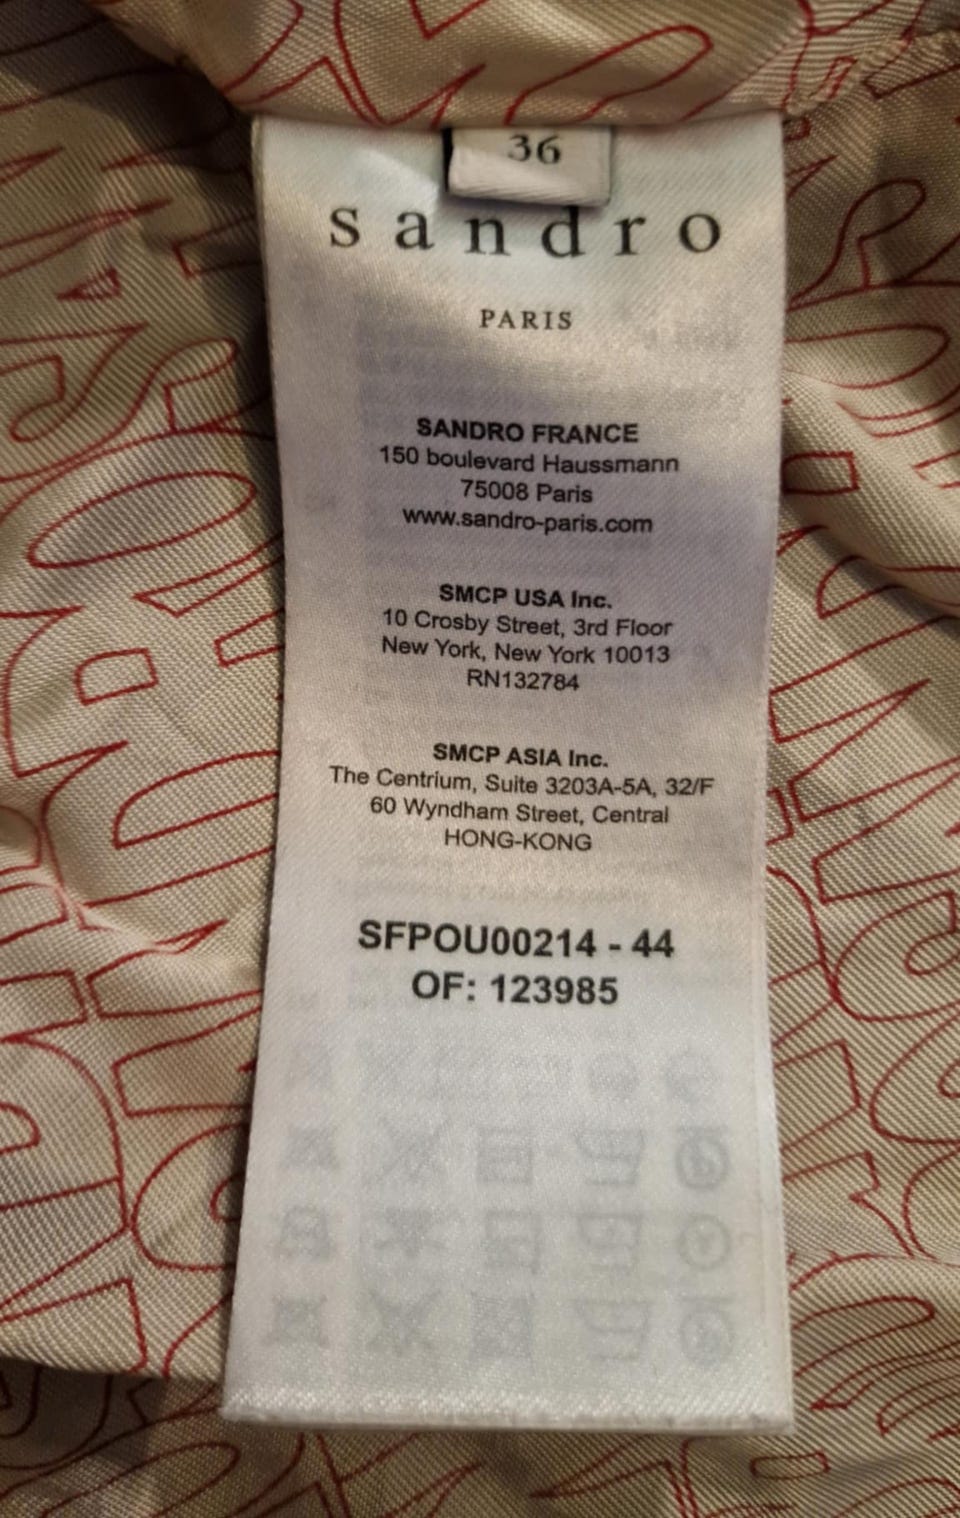 36
sandro
PARIS
SANDRO FRANCE
150 boulevard Haussmann
75008 Paris
www.sandro-paris.com
SMCP USA Inc.
10 Crosby Street, 3rd Floor
New York, New York 10013
RN132784
SMCP ASIA Inc.
The Centrium, Suite 3203A-5A, 32/F
60 Wyndham Street, Central
HONG-KONG
SFPOU00214 - 44
OF: 123985